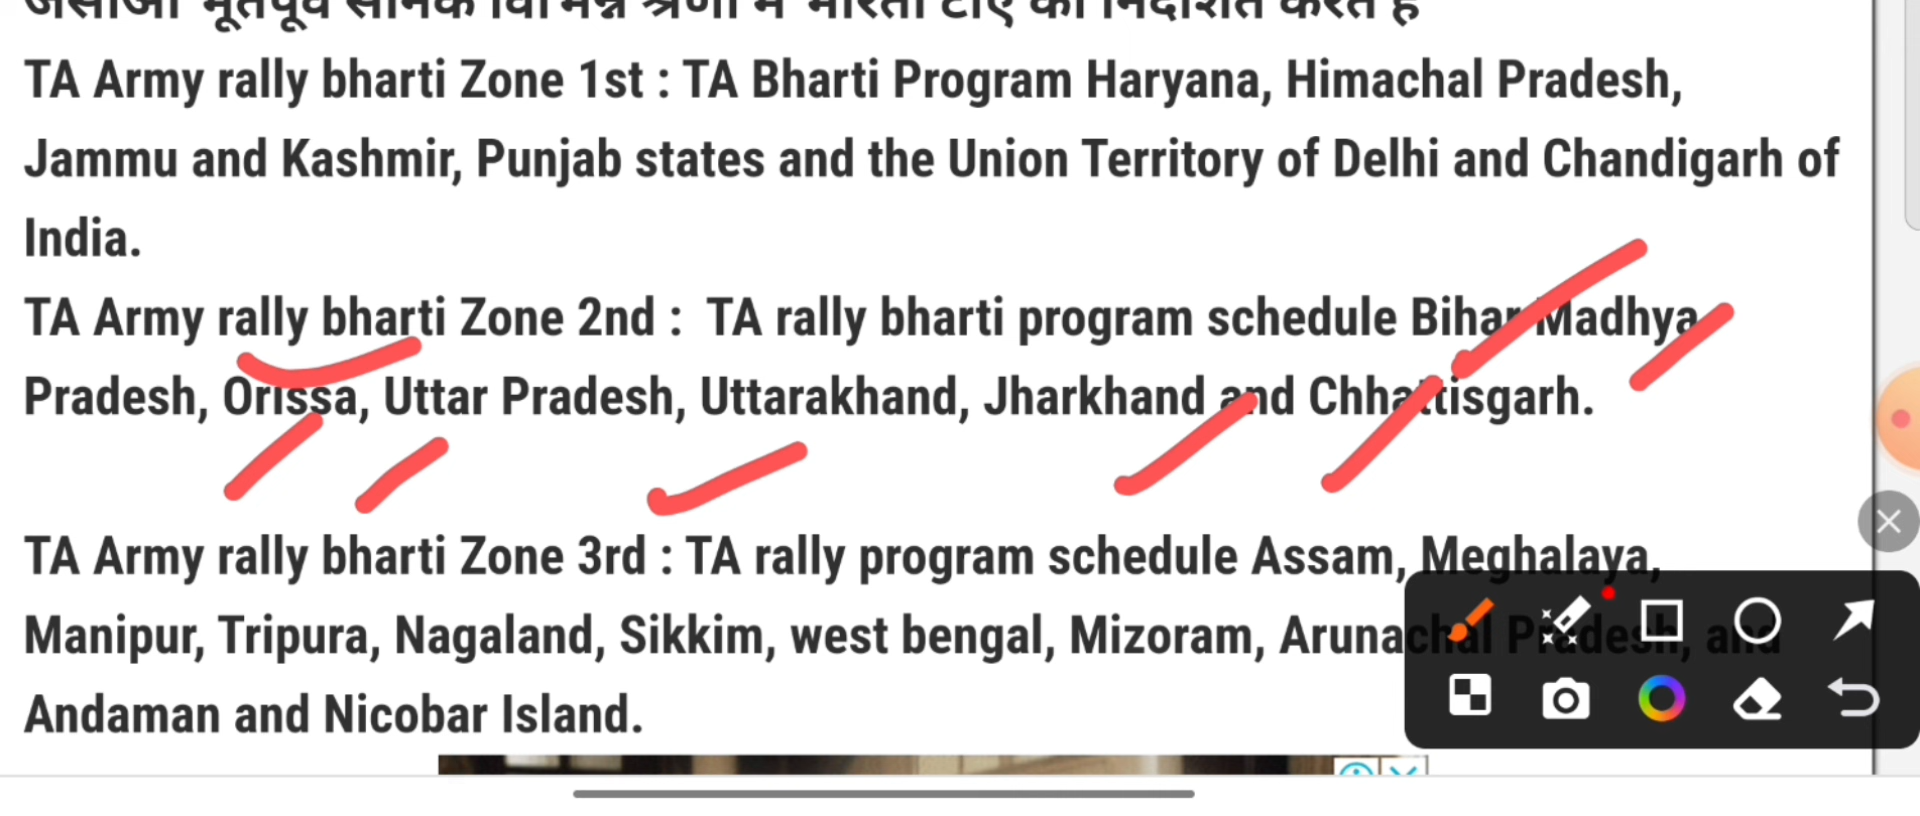 TA Army rally bharti Zone 1st : TA Bharti Program Haryana, Himachal Pradesh,
Jammu and Kashmir, Punjab states and the Union Territory of Delhi and Chandigarh of
India.
TA Army rally bharti Zone 2nd : TA rally bharti program schedule Bihar Madhya
Pradesh, Orissa, Uttar Pradesh, Uttarakhand, Jharkhand and Chhattisgarh.
TA Army rally bharti Zone 3rd : TA rally program schedule Assam, Meghalaya,
Manipur, Tripura, Nagaland, Sikkim, west bengal, Mizoram, Arunachal Pradesh, and
Andaman and Nicobar Island.